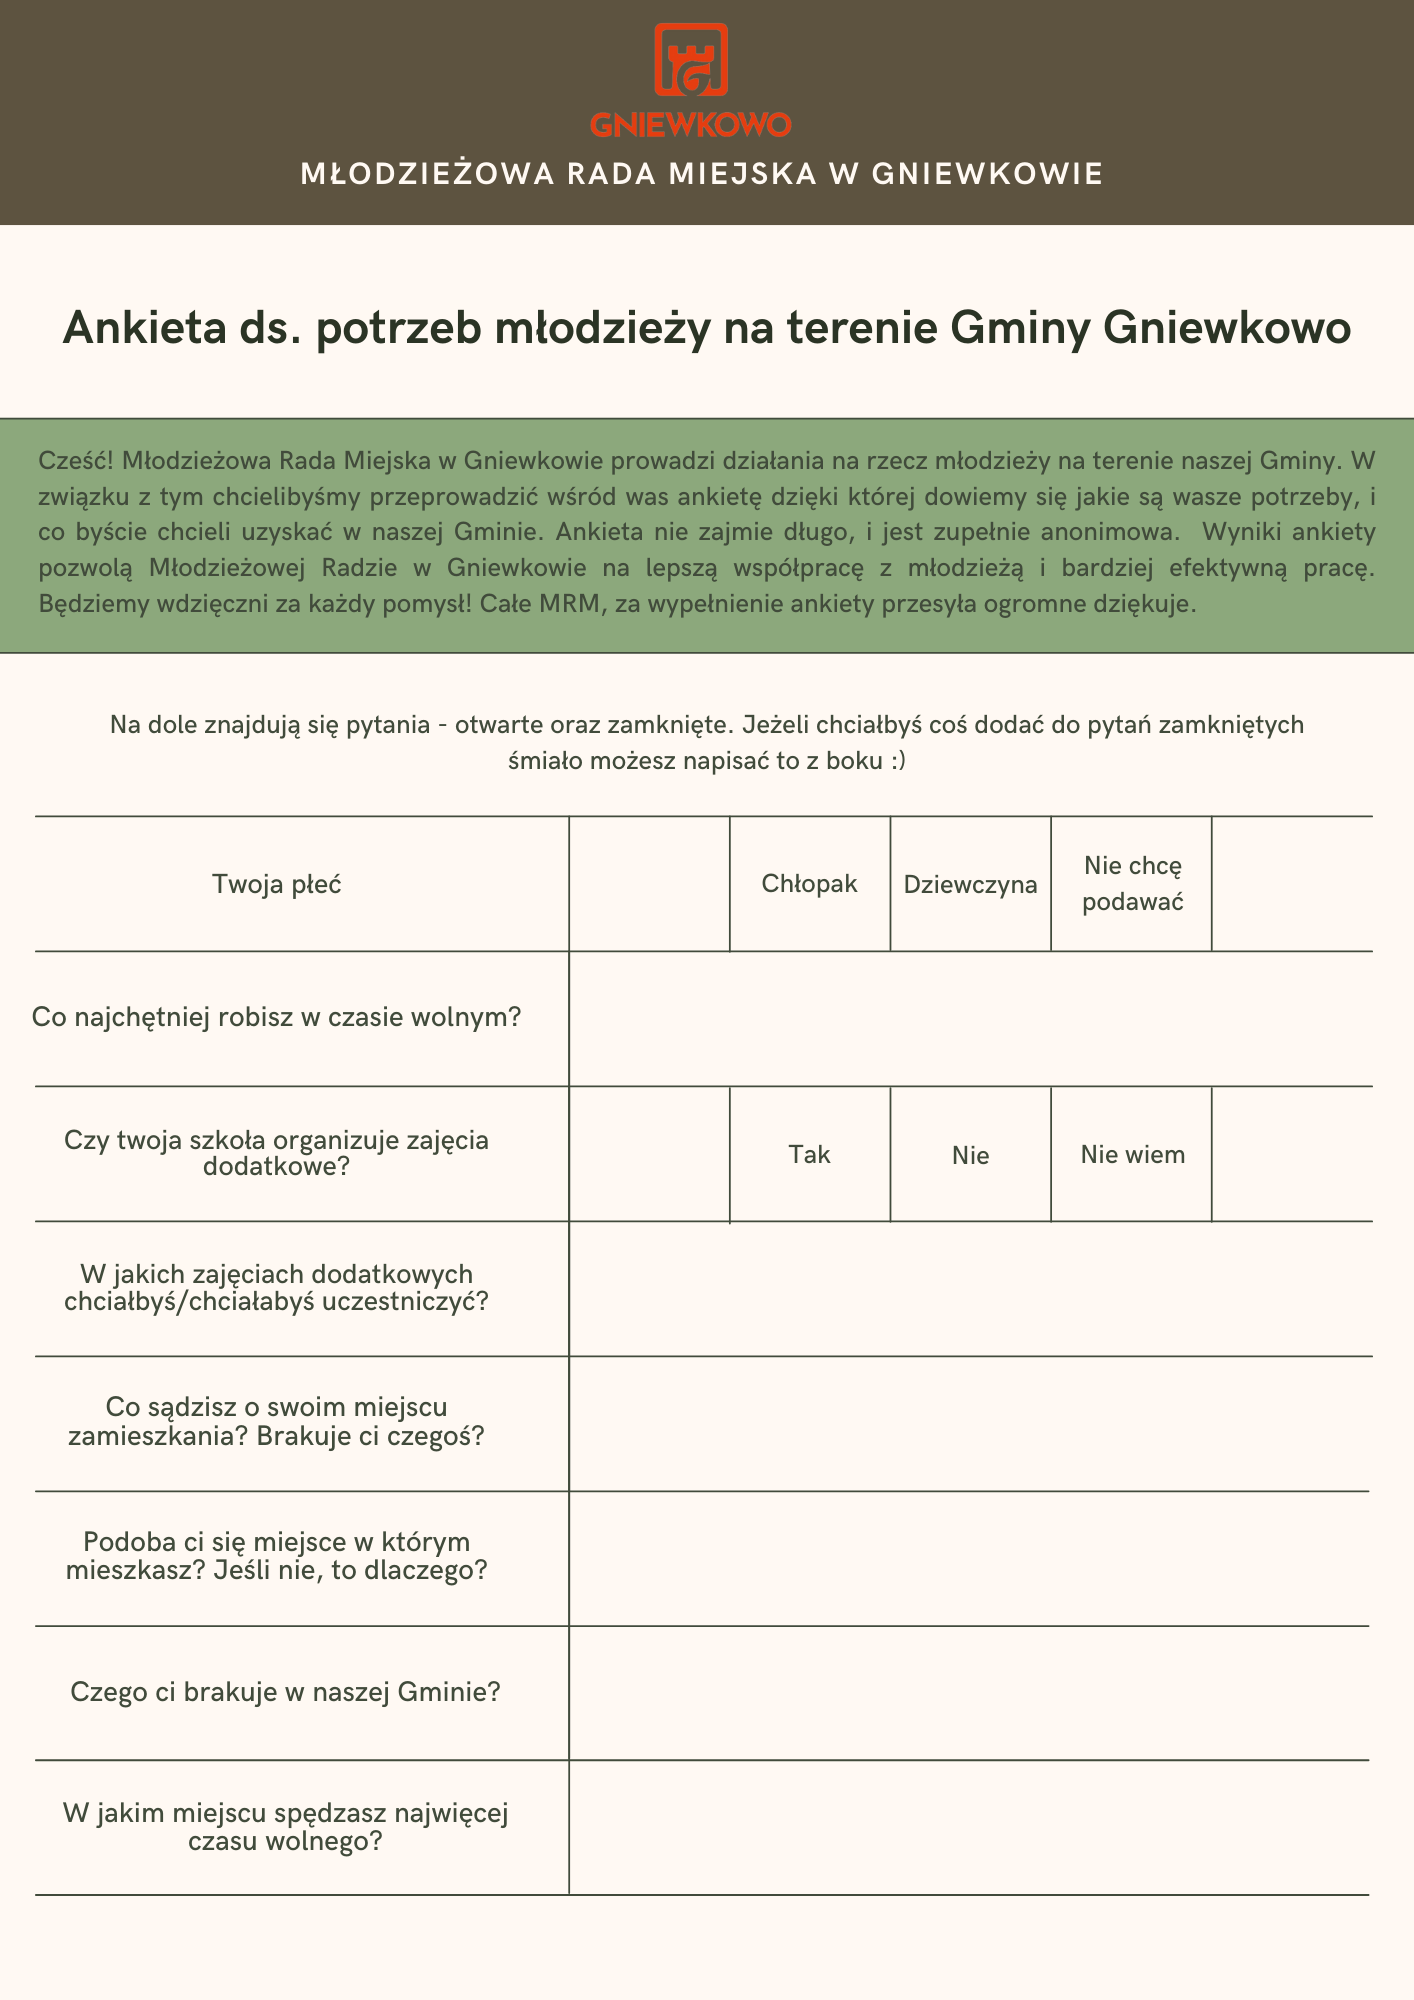 GNIEWKOWO
MŁODZIEŻOWA RADA MIEJSKA W GNIEWKOWIE
Ankieta ds. potrzeb młodzieży na terenie Gminy Gniewkowo
Cześć! Młodzieżowa Rada Miejska w Gniewkowie prowadzi działania na rzecz młodzieży na terenie naszej Gminy. W
związku z tym chcielibyśmy przeprowadzić wśród was ankietę dzięki której dowiemy się jakie są wasze potrzeby, i
co byście chcieli uzyskać w naszej Gminie. Ankieta nie zajmie długo, i jest zupełnie anonimowa. Wyniki ankiety
pozwolą Młodzieżowej Radzie w Gniewkowie na lepszą współpracę z młodzieżą i bardziej efektywną pracę.
Będziemy wdzięczni za każdy pomysł! Całe MRM, za wypełnienie ankiety przesyła ogromne dziękuje.
Na dole znajdują się pytania - otwarte oraz zamknięte. Jeżeli chciałbyś coś dodać do pytań zamkniętych
śmiało możesz napisać to z boku :)
Twoja płeć
Chłopak
Dziewczyna
Nie chcę
podawać
Co najchętniej robisz w czasie wolnym?
Czy twoja szkoła organizuje zajęcia
dodatkowe?
Tak
Nie
Nie wiem
W jakich zajęciach dodatkowych
chciałbyś/chciałabyś uczestniczyć?
Co sądzisz o swoim miejscu
zamieszkania? Brakuje ci czegoś?
Podoba ci się miejsce w którym
mieszkasz? Jeśli nie, to dlaczego?
Czego ci brakuje w naszej Gminie?
W jakim miejscu spędzasz najwięcej
czasu wolnego?